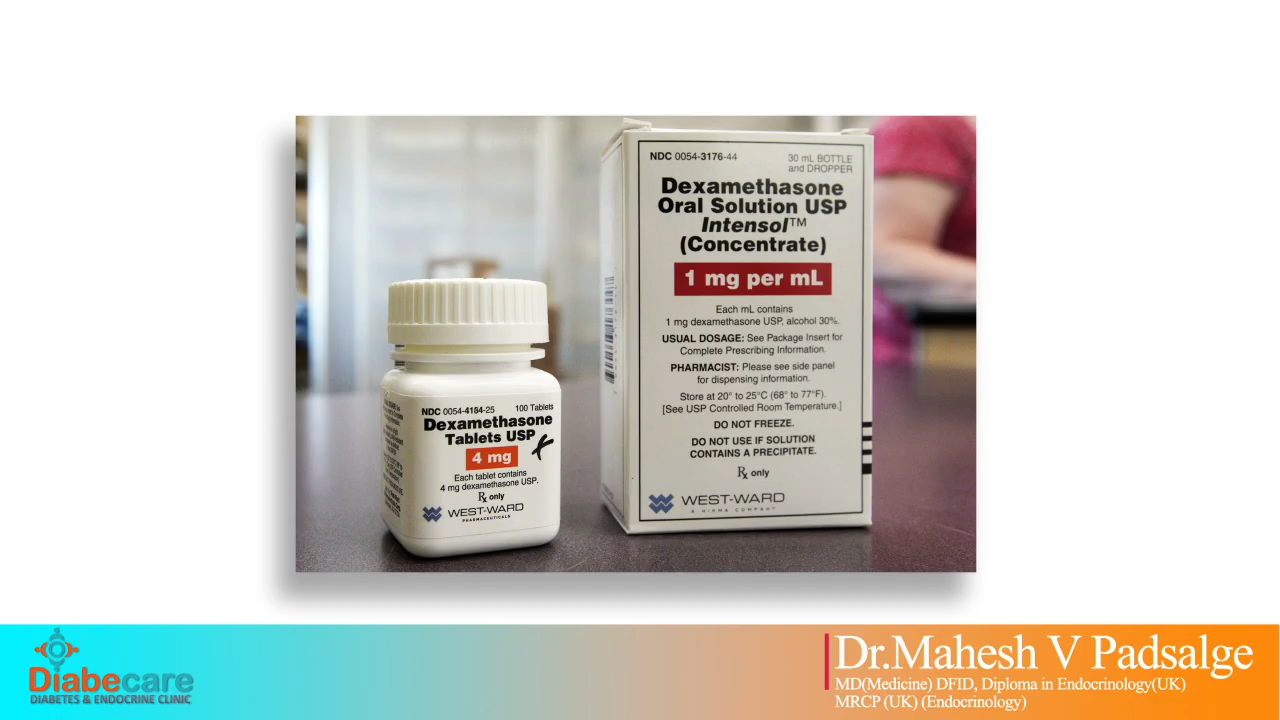 NDC 0054-4184-25 100 Tablets
Dexamethasone
Tablets USP
4 mg
Each tablet contains
4 mg dexamethasone USP.
Rx only
WEST-WARD
PHARMACEUTICALS
NDC 0054-3176-44
30 mL BOTTLE
and DROPPER
Dexamethasone
Oral Solution USP
Intensol™
(Concentrate)
1 mg per mL
Each mL contains
1 mg dexamethasone USP, alcohol 30%.
USUAL DOSAGE: See Package Insert for
Complete Prescribing Information.
PHARMACIST: Please see side panel
for dispensing information.
Store at 20° to 25°C (68° to 77°F).
[See USP Controlled Room Temperature.]
DO NOT FREEZE.
DO NOT USE IF SOLUTION
CONTAINS A PRECIPITATE.
Rx only
WEST-WARD
A HIKMA COMPANY
Diabecare
DIABETES & ENDOCRINE CLINIC
Dr.Mahesh V Padsalge
MD(Medicine) DFID, Diploma in Endocrinology(UK)
MRCP (UK) (Endocrinology)